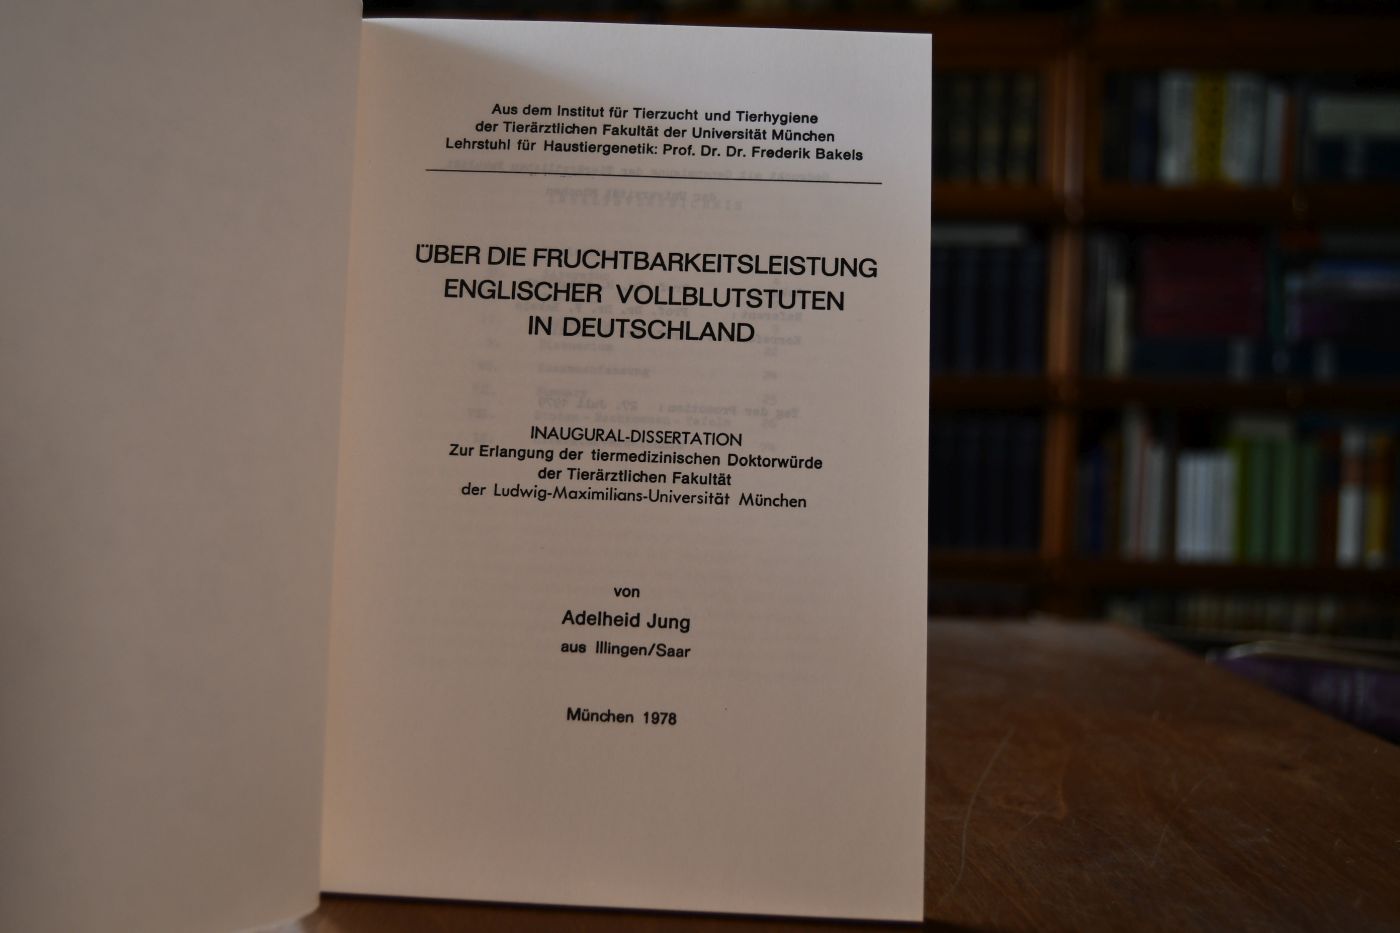 Aus dem Institut für Tierzucht und Tierhygiene
der Tierärztlichen Fakultät der Universität München
Lehrstuhl für Haustiergenetik: Prof. Dr. Dr. Frederik Bakels
ÜBER DIE FRUCHTBARKEITSLEISTUNG
ENGLISCHER VOLLBLUTSTUTEN
IN DEUTSCHLAND
INAUGURAL-DISSERTATION
Zur Erlangung der tiermedizinischen Doktorwürde
der Tierärztlichen Fakultät
der Ludwig-Maximilians-Universität München
von
Adelheid Jung
aus Illingen/Saar
München 1978